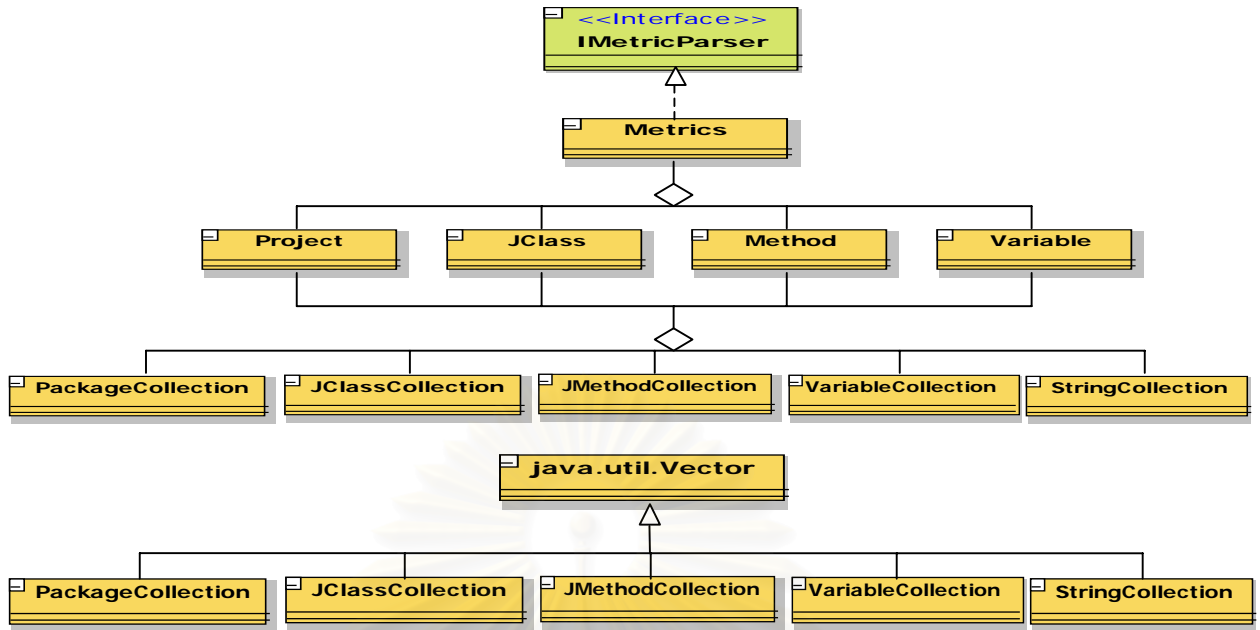 <<Interface>>
IMetricParser
Metrics
Project JClass Method Variable
PackageCollection JClassCollection JMethodCollection VariableCollection StringCollection
java.util.Vector
PackageCollection JClassCollection JMethodCollection VariableCollection StringCollection